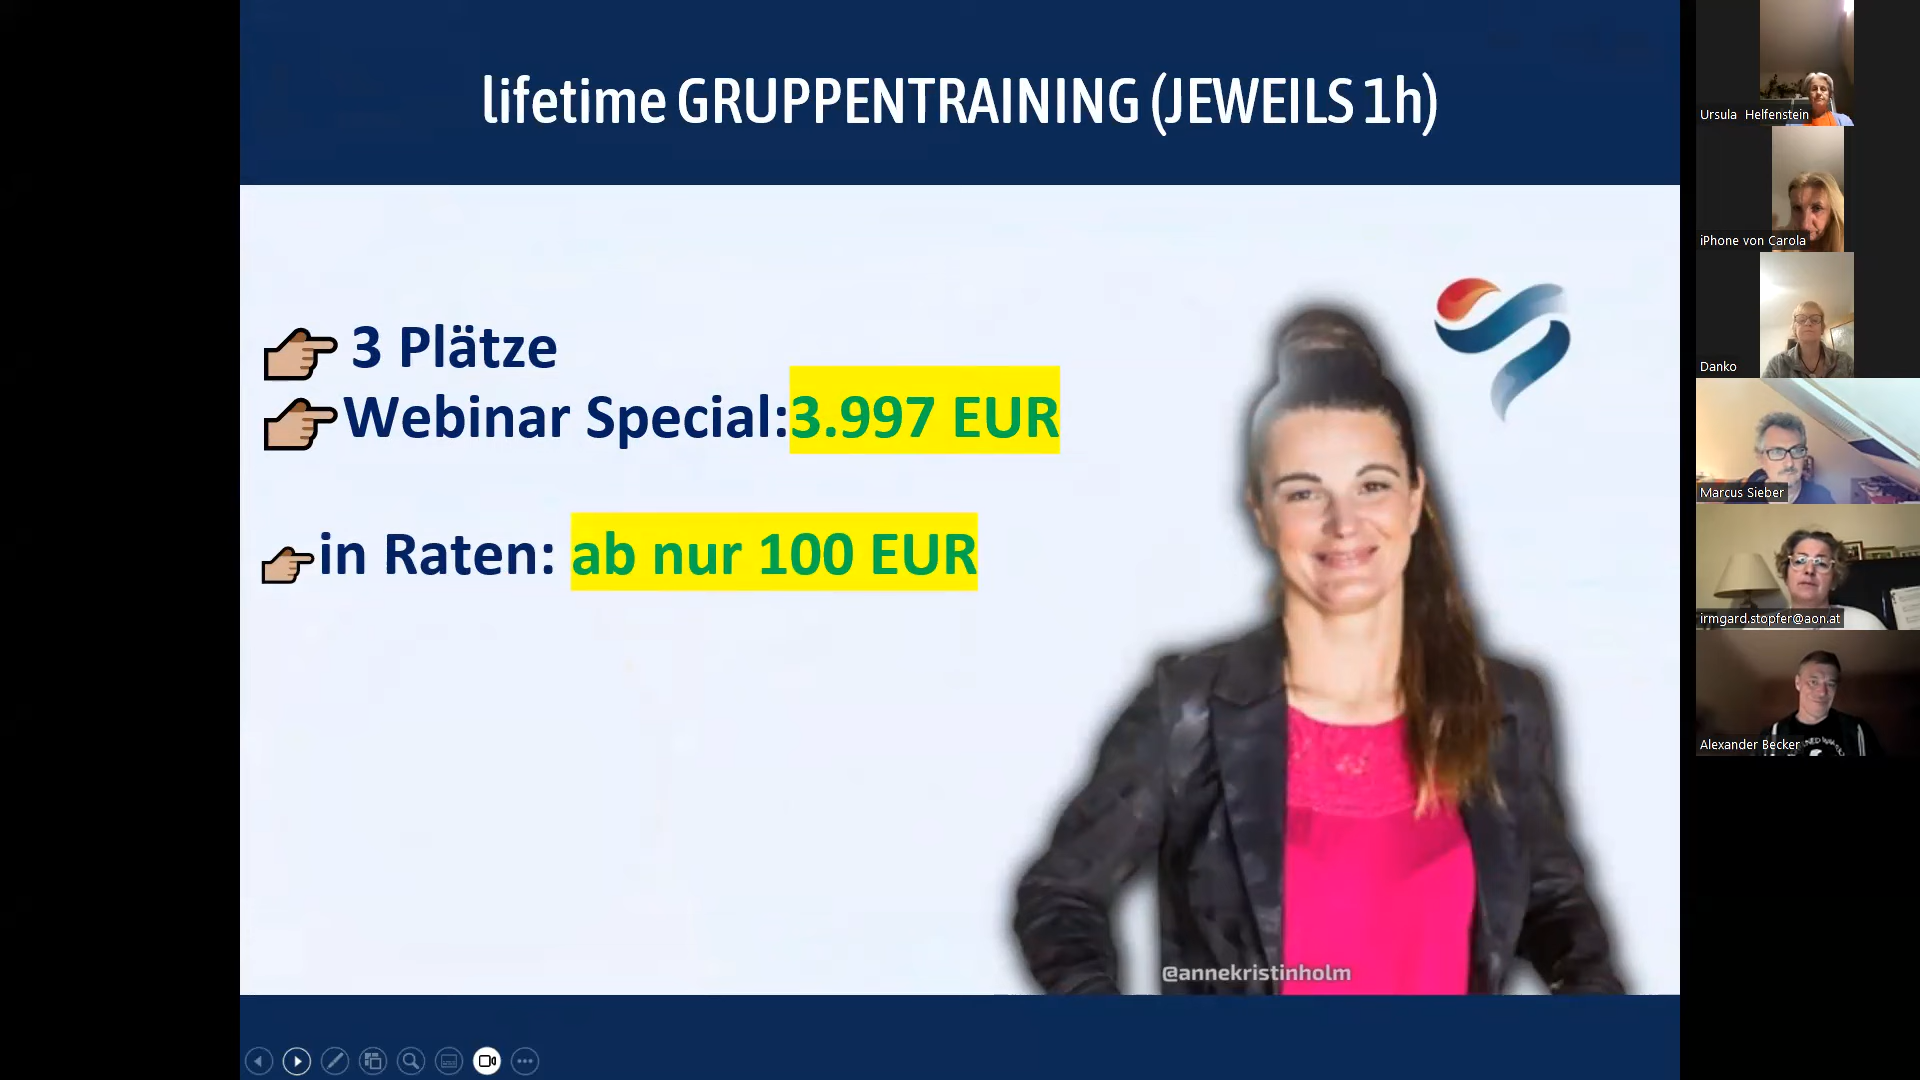 lifetime GRUPPENTRAINING (JEWEILS 1h)
3 Plätze
Webinar Special:3.997 EUR
in Raten: ab nur 100 EUR
@annekristinholm
Ursula Helfenstein
iPhone von Carola
Danko
Marcus Sieber
irmgard.stopfer@aon.at
Alexander Becker